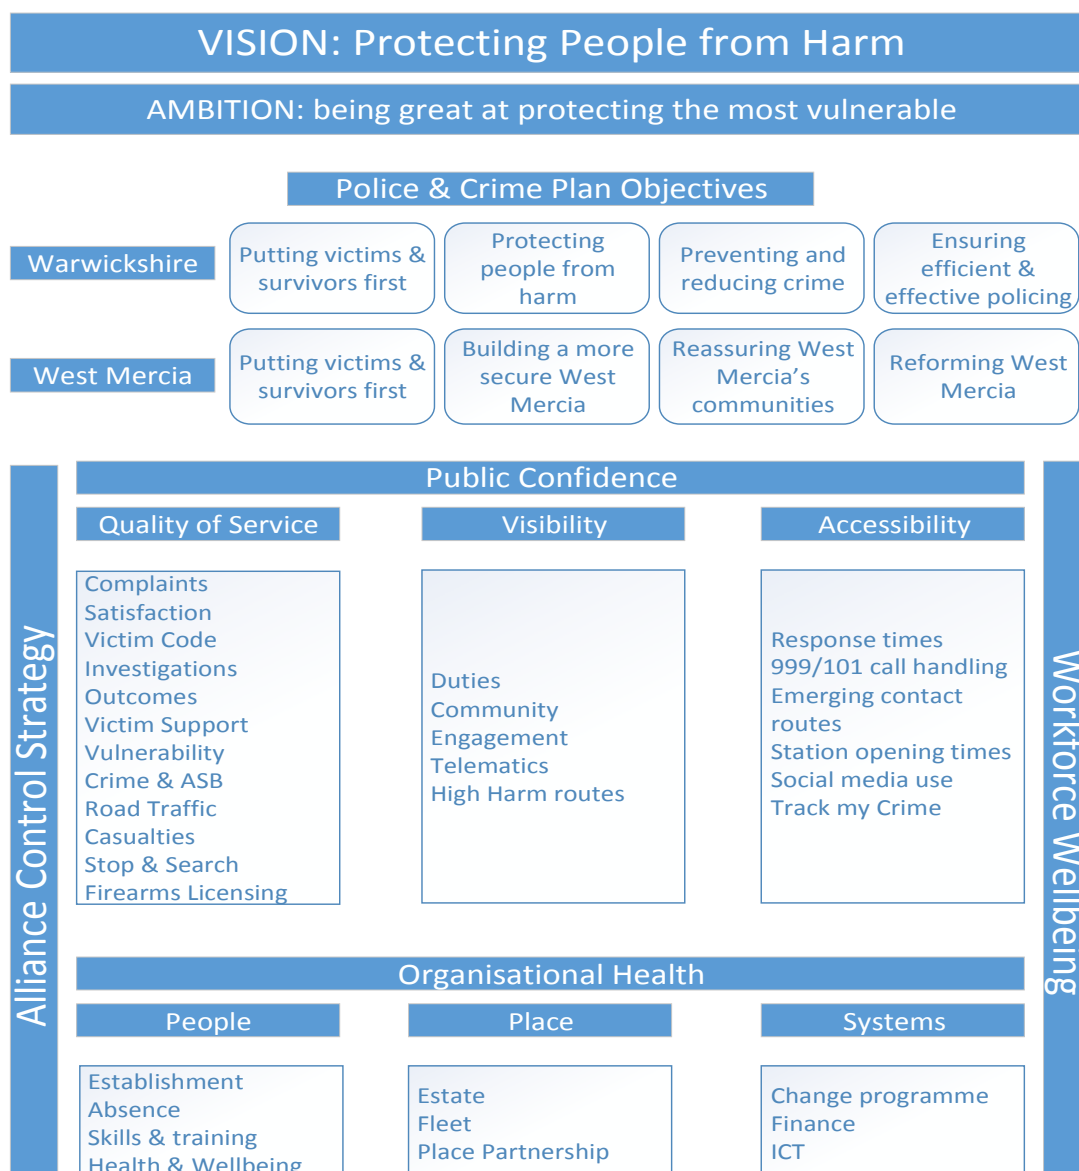 VISION: Protecting People from Harm
AMBITION: being great at protecting the most vulnerable
Police & Crime Plan Objectives
Warwickshire
Putting victims &
survivors first
Protecting
people from
harm
Preventing and
reducing crime
Ensuring
efficient &
effective policing
West Mercia
Putting victims &
survivors first
Building a more
secure West
Mercia
Reassuring West
Mercia's
communities
Reforming West
Mercia
Alliance Control Strategy
Public Confidence
Quality of Service
Complaints
Satisfaction
Victim Code
Investigations
Outcomes
Victim Support
Vulnerability
Crime & ASB
Road Traffic
Casualties
Stop & Search
Firearms Licensing
Visibility
Duties
Community
Engagement
Telematics
High Harm routes
Accessibility
Response times
999/101 call handling
Emerging contact
routes
Station opening times
Social media use
Track my Crime
Workforce Wellbeing
Organisational Health
People
Establishment
Absence
Skills & training
Health & Wellbeing
Place
Estate
Fleet
Place Partnership
Systems
Change programme
Finance
ICT